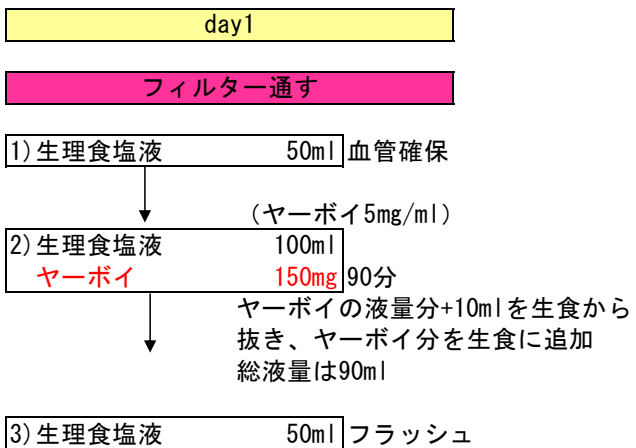 day1
フィルター通す
1)生理食塩液 50ml 血管確保
(ヤーボイ5mg/ml)
2)生理食塩液 100ml
ヤーボイ 150mg 90分
ヤーボイの液量分+10mlを生食から
抜き、ヤーボイ分を生食に追加
総液量は90ml
3)生理食塩液 50ml フラッシュ